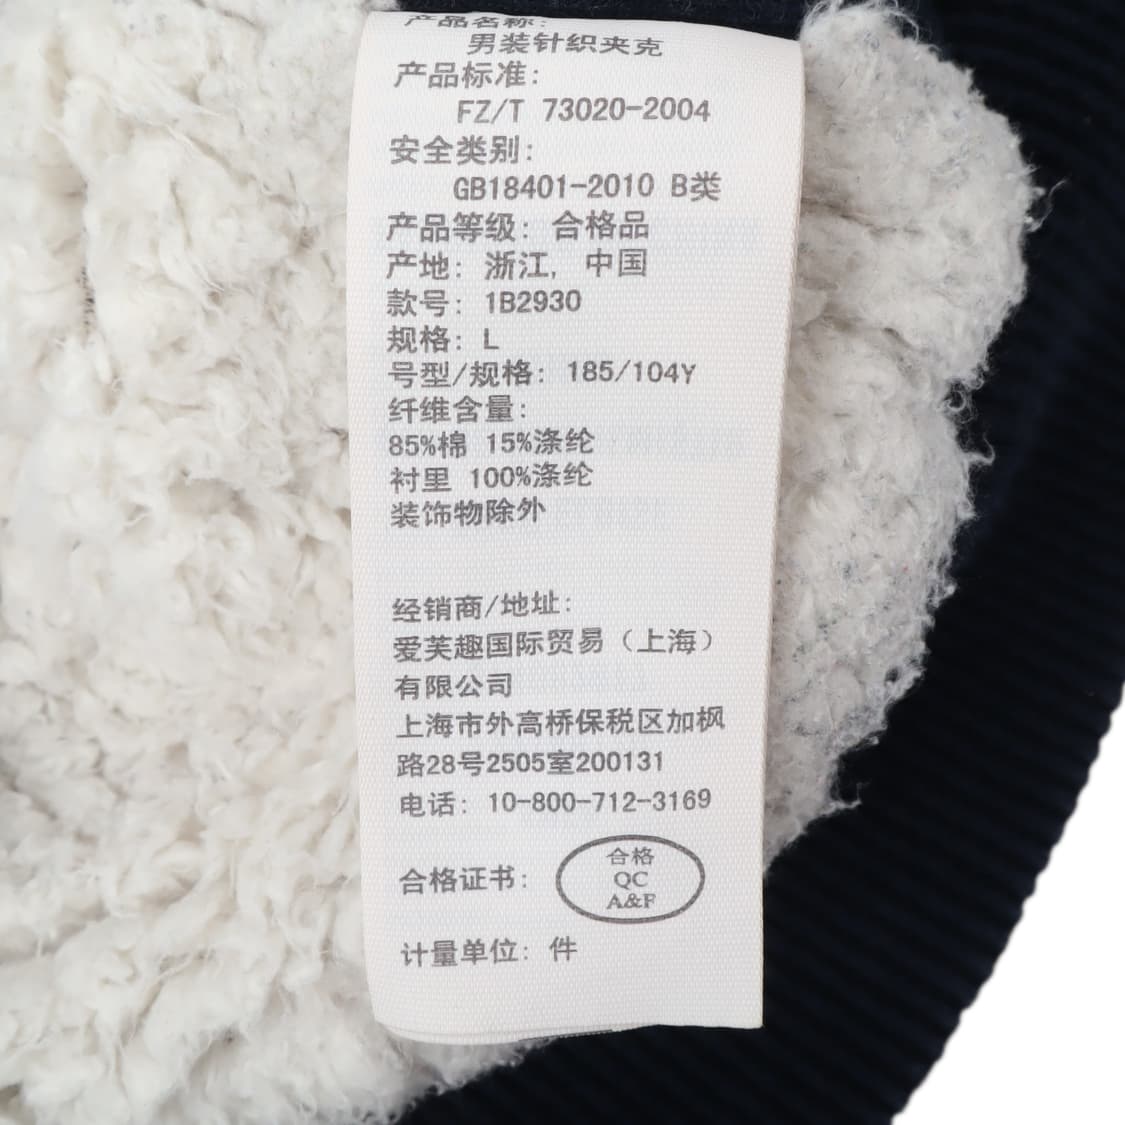 产品名称:
男装针织夹克
产品标准:
FZ/T 73020-2004
安全类别:
GB18401-2010 B类
产品等级: 合格品
产地: 浙江, 中国
款号: 1B2930
规格: L
号型/规格: 185/104Y
纤维含量:
85%棉 15%涤纶
衬里 100%涤纶
装饰物除外
经销商/地址:
爱芙趣国际贸易（上海）
有限公司
上海市外高桥保税区加枫
路28号2505室200131
电话: 10-800-712-3169
合格证书:
合格
QC
A&F
计量单位: 件